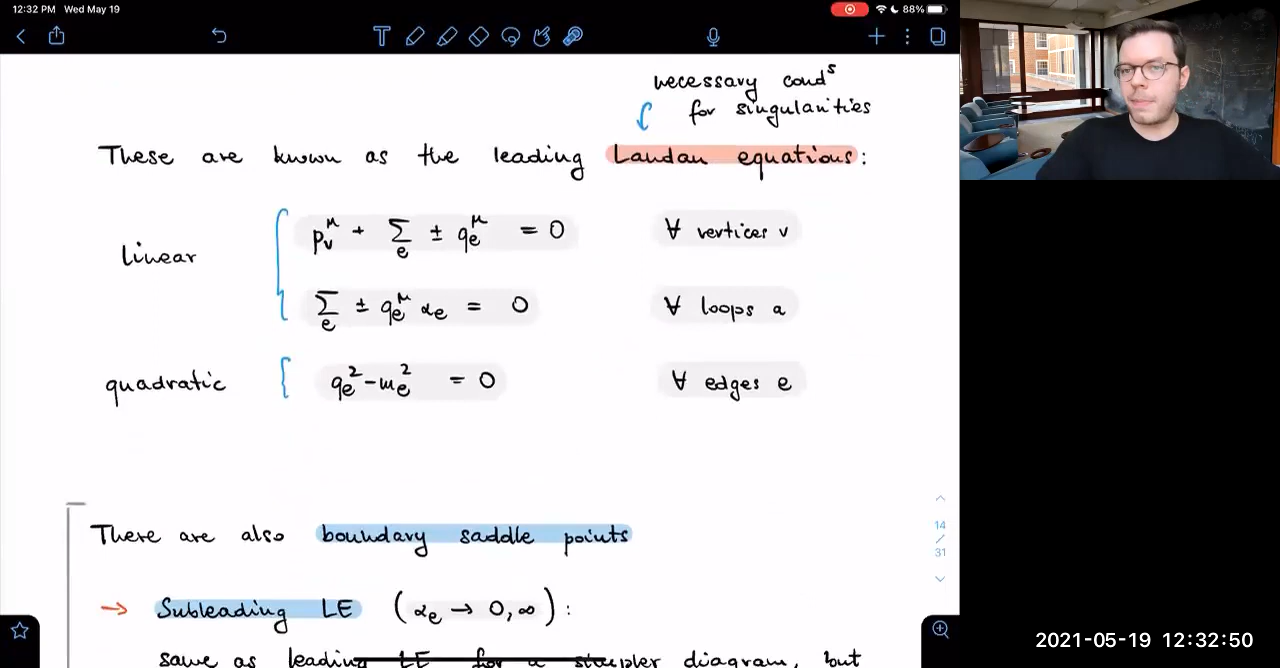 12:32 PM Wed May 19
88%
necessary cond^s
for singularities
These are known as the leading Landau equations:
linear
p_v^μ + Σ_e ± q_e^μ = 0 ∀ vertices v
Σ_e ± q_e^μ α_e = 0 ∀ loops a
quadratic
q_e^2 - m_e^2 = 0 ∀ edges e
There are also boundary saddle points
→ Subleading LE (α_e → 0, ∞):
same as leading LE for a simpler diagram, but
14
/
31
2021-05-19 12:32:50